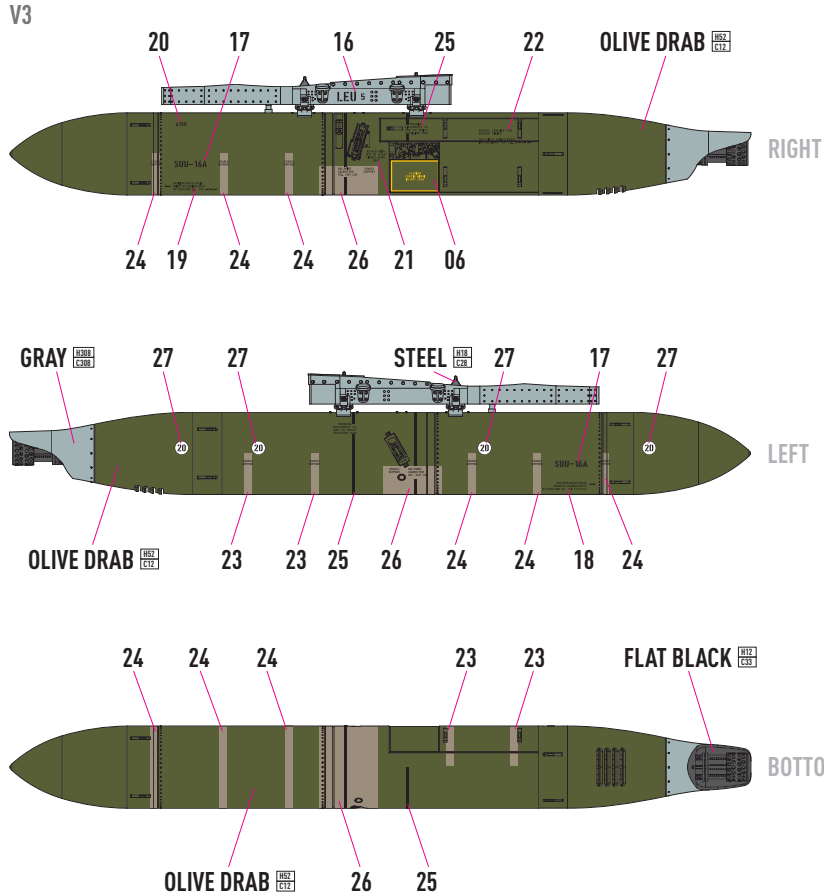 V3
20 17 16 25 22 OLIVE DRAB H52 C12
LEU 5
SUU-16A
RIGHT
24 19 24 24 26 21 06
GRAY H308 C308 27 27 STEEL H18 C28 27 17 27
20 20 20 20
SUU-16A
LEFT
OLIVE DRAB H52 C12 23 23 25 26 24 24 18 24
24 24 24 23 23 FLAT BLACK H12 C33
BOTTO
OLIVE DRAB H52 C12 26 25